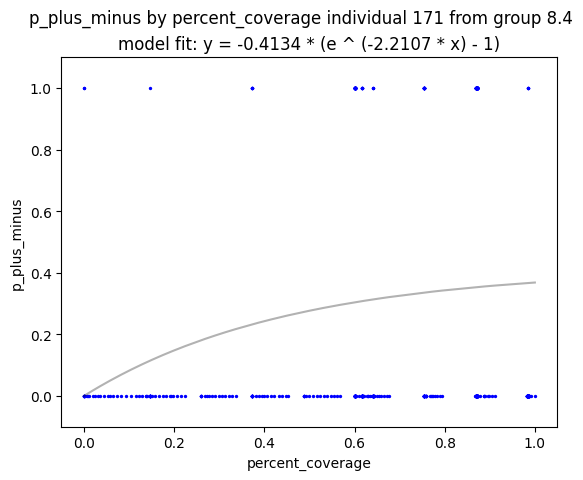 p_plus_minus by percent_coverage individual 171 from group 8.4
model fit: y = -0.4134 * (e ^ (-2.2107 * x) - 1)
1.0
0.8
0.6
0.4
0.2
0.0
p_plus_minus
0.0 0.2 0.4 0.6 0.8 1.0
percent_coverage